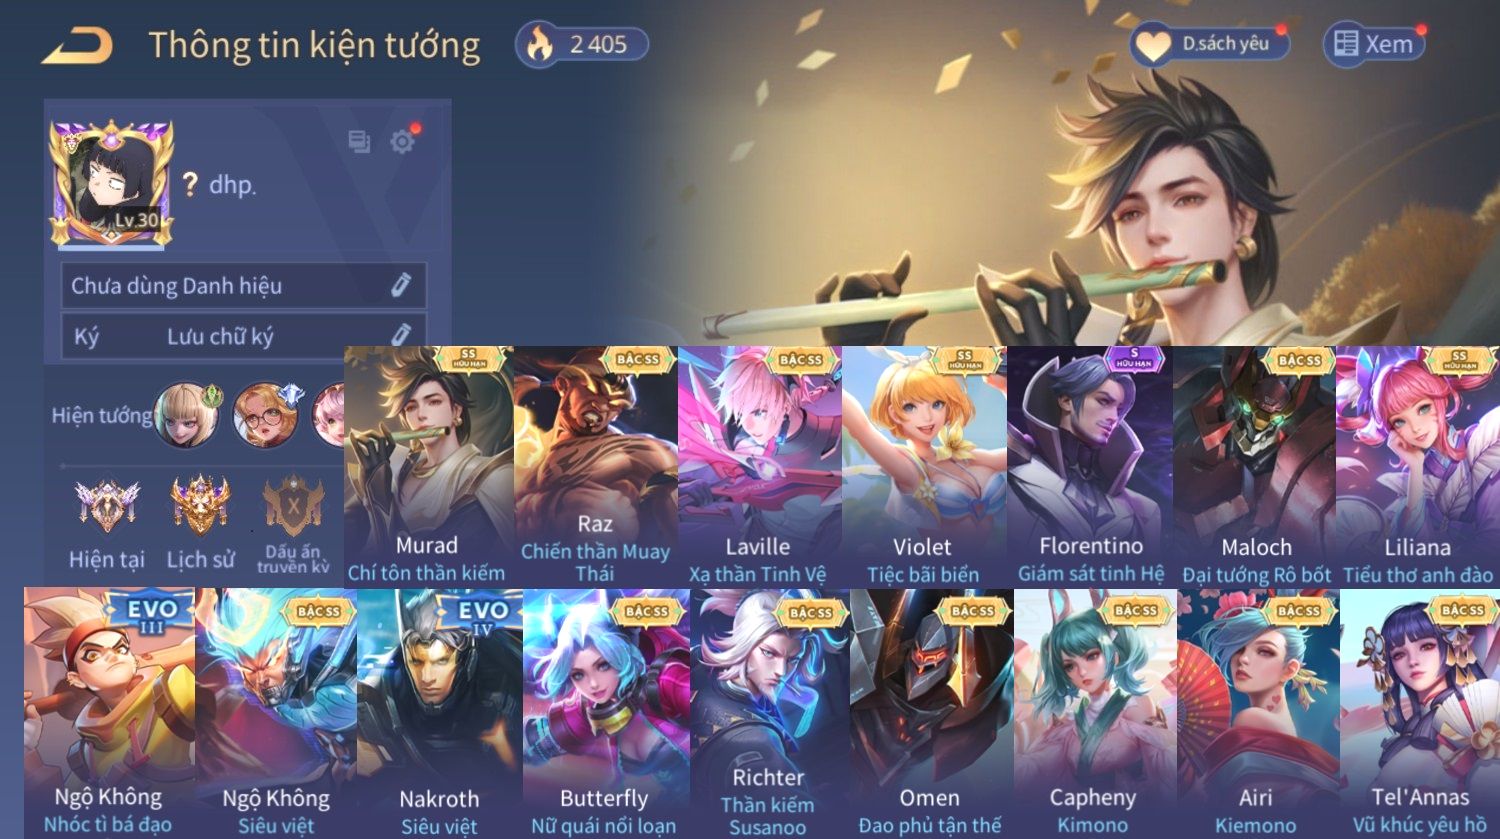 Thông tin kiện tướng
2 405
D.sách yêu
Xem
Lv.30
? dhp.
Chưa dùng Danh hiệu
Ký Lưu chữ ký
Hiện tướng
Hiện tại
Lịch sử
Dấu ấn
truyền kỳ
SS
HỮU HẠN
Murad
Chí tôn thần kiếm
BẬC SS
Raz
Chiến thần Muay
Thái
BẬC SS
Laville
Xạ thần Tinh Vệ
SS
HỮU HẠN
Violet
Tiệc bãi biển
S
HỮU HẠN
Florentino
Giám sát tinh Hệ
BẬC SS
Maloch
Đại tướng Rô bốt
SS
HỮU HẠN
Liliana
Tiểu thơ anh đào
EVO
III
Ngộ Không
Nhóc tì bá đạo
BẬC SS
Ngộ Không
Siêu việt
EVO
IV
Nakroth
Siêu việt
BẬC SS
Butterfly
Nữ quái nổi loạn
BẬC SS
Richter
Thần kiếm
Susanoo
BẬC SS
Omen
Đao phủ tận thế
BẬC SS
Capheny
Kimono
BẬC SS
Airi
Kiemono
BẬC SS
Tel'Annas
Vũ khúc yêu hồ